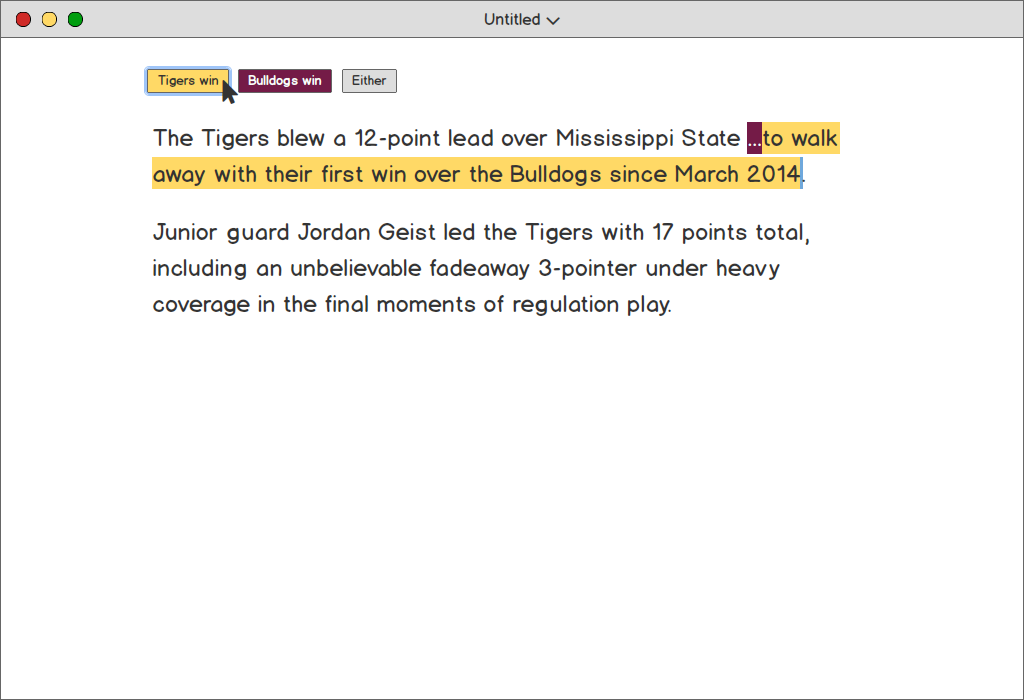 Untitled
Tigers win Bulldogs win Either
The Tigers blew a 12-point lead over Mississippi State ...to walk
away with their first win over the Bulldogs since March 2014.
Junior guard Jordan Geist led the Tigers with 17 points total,
including an unbelievable fadeaway 3-pointer under heavy
coverage in the final moments of regulation play.